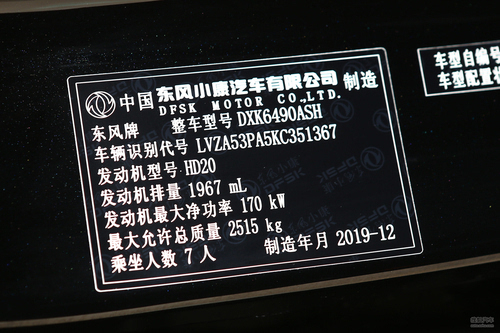 中国东风小康汽车有限公司制造
DFSK MOTOR CO.,LTD.
东风牌 整车型号 DXK6490ASH
车辆识别代号 LVZA53PA5KC351367
发动机型号 HD20
发动机排量 1967 mL
发动机最大净功率 170 kW
最大允许总质量 2515 kg
乘坐人数 7 人 制造年月 2019-12
车型自编号
车型配置